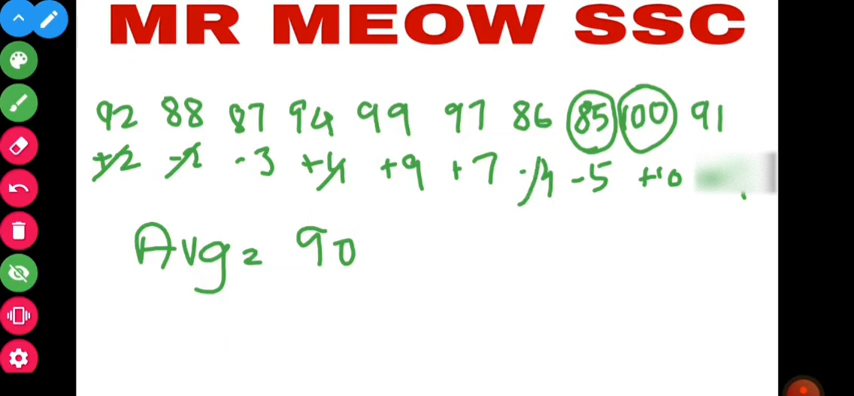 MR MEOW SSC
92 88 87 94 99 97 86 85 100 91
+2 -2 -3 +4 +9 +7 -4 -5 +10
Avg = 90